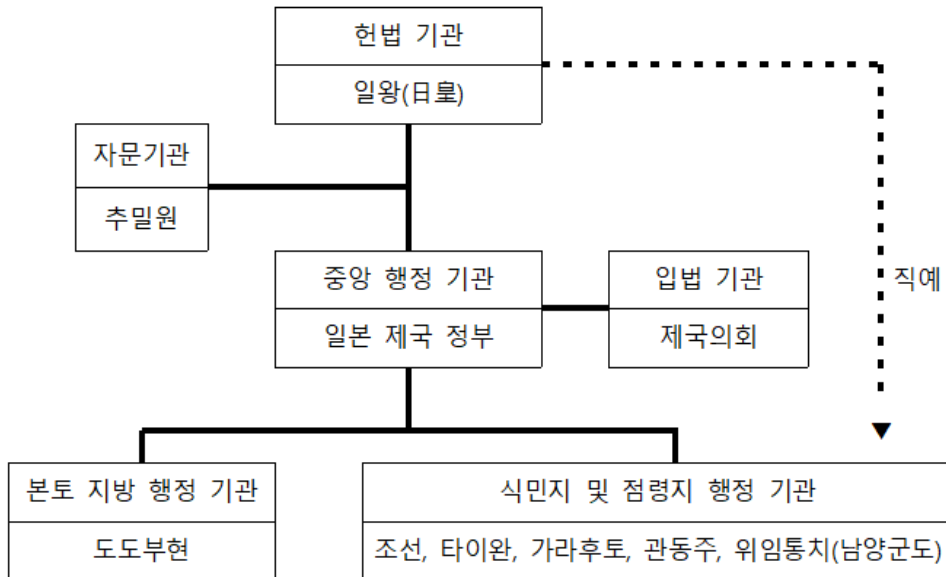 헌법 기관
일왕(日皇)
자문기관
추밀원
중앙 행정 기관
일본 제국 정부
입법 기관
제국의회
직예
본토 지방 행정 기관
도도부현
식민지 및 점령지 행정 기관
조선, 타이완, 가라후토, 관동주, 위임통치(남양군도)